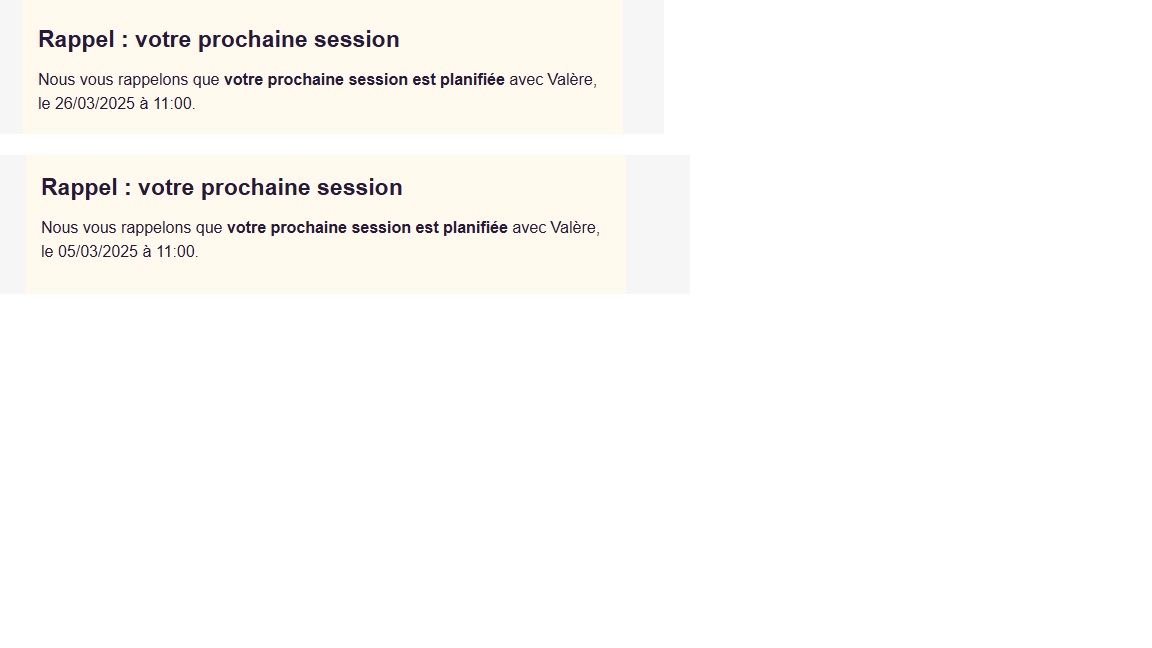 Rappel : votre prochaine session
Nous vous rappelons que votre prochaine session est planifiée avec Valère,
le 26/03/2025 à 11:00.
Rappel : votre prochaine session
Nous vous rappelons que votre prochaine session est planifiée avec Valère,
le 05/03/2025 à 11:00.